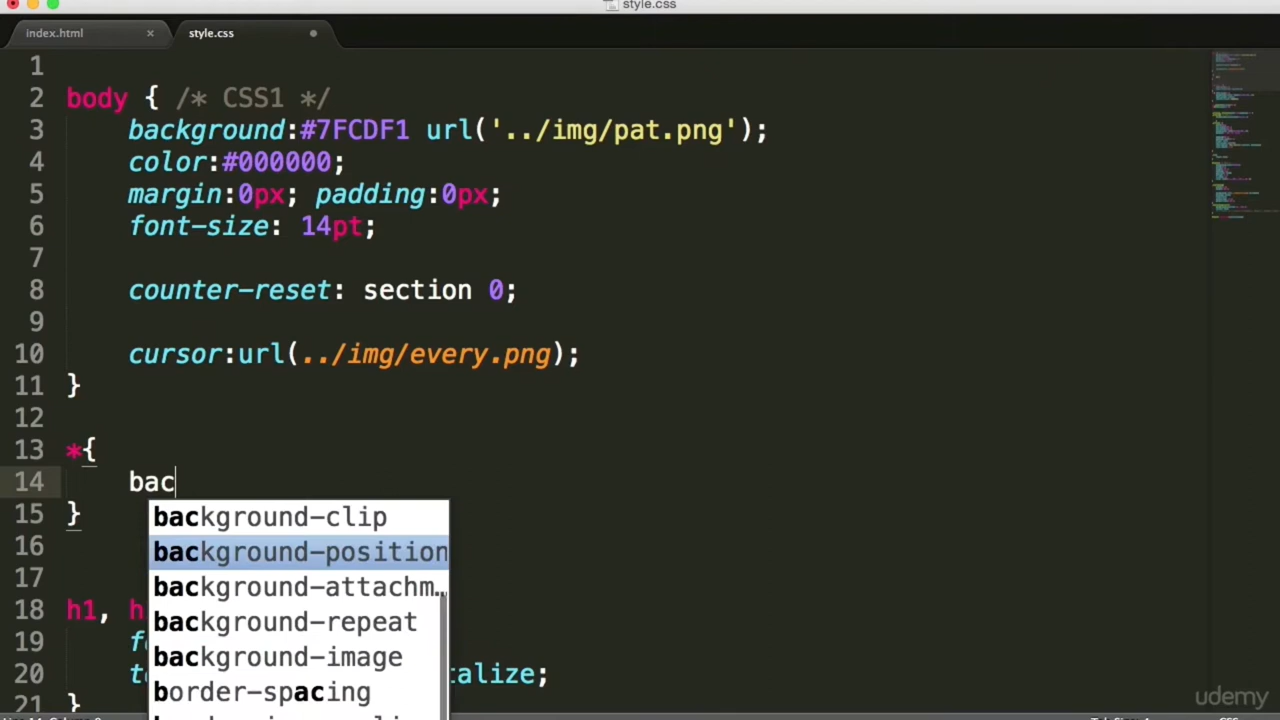 style.css
index.html
style.css
1
2 body { /* CSS1 */
3 background:#7FCDF1 url('../img/pat.png');
4 color:#000000;
5 margin:0px; padding:0px;
6 font-size: 14pt;
7
8 counter-reset: section 0;
9
10 cursor:url(../img/every.png);
11 }
12
13 *{
14 bac
15 }
background-clip
16
background-position
17
background-attachm…
18 h1, h
background-repeat
19 f
background-image
20 t alize;
border-spacing
21 }
udemy